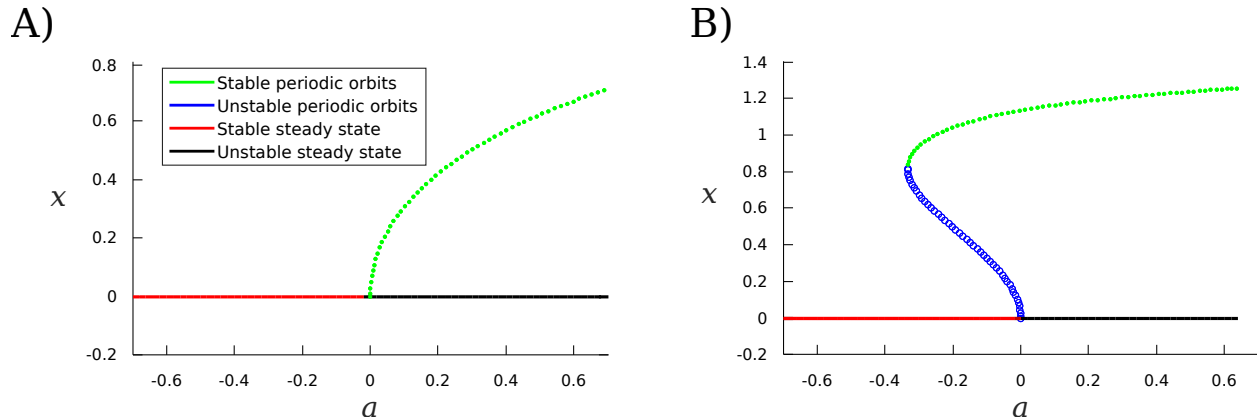 A)
0.8
0.6
0.4
0.2
0
-0.2
x
Stable periodic orbits
Unstable periodic orbits
Stable steady state
Unstable steady state
-0.6 -0.4 -0.2 0 0.2 0.4 0.6
a
B)
1.4
1.2
1
0.8
0.6
0.4
0.2
0
-0.2
x
-0.6 -0.4 -0.2 0 0.2 0.4 0.6
a